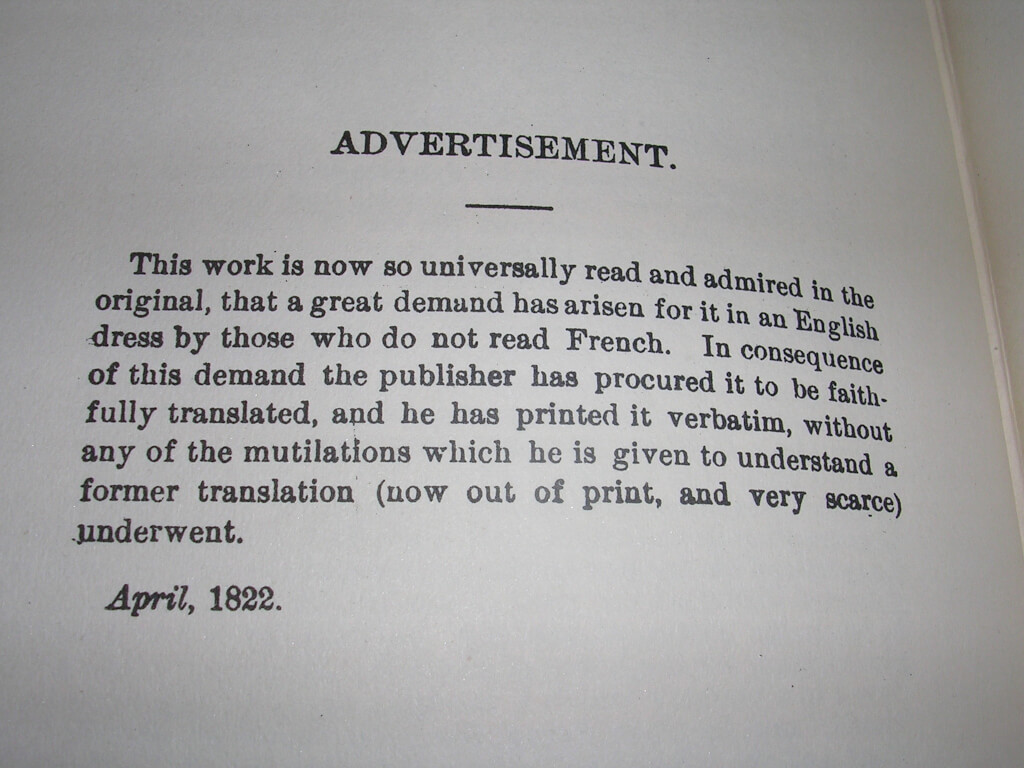 ADVERTISEMENT.
This work is now so universally read and admired in the
original, that a great demand has arisen for it in an English
dress by those who do not read French. In consequence
of this demand the publisher has procured it to be faith-
fully translated, and he has printed it verbatim, without
any of the mutilations which he is given to understand a
former translation (now out of print, and very scarce)
underwent.
April, 1822.